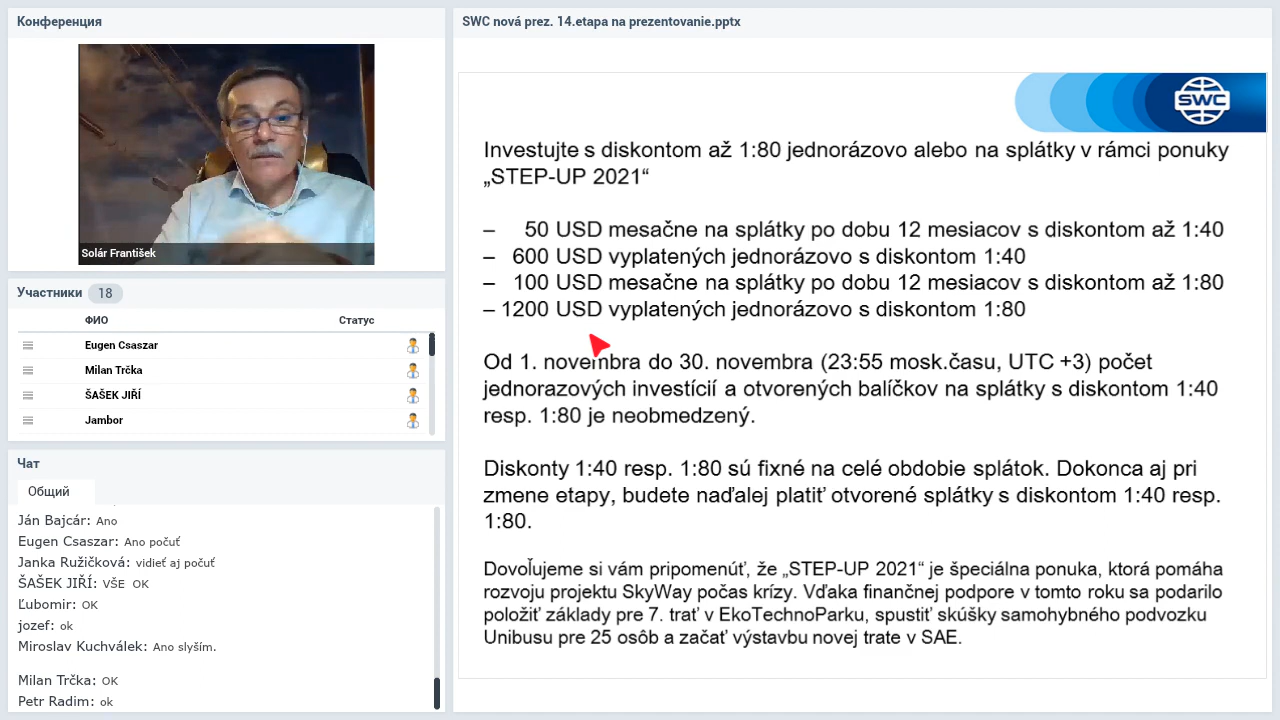 Конференция
Solár František
Участники 18
ФИО Статус
Eugen Csaszar
Milan Trčka
ŠAŠEK JIŘÍ
Jambor
Чат
Общий
Ján Bajcár: Ano
Eugen Csaszar: Ano počuť
Janka Ružičková: vidieť aj počuť
ŠAŠEK JIŘÍ: VŠE OK
Ľubomir: OK
jozef: ok
Miroslav Kuchválek: Ano slyším.
Milan Trčka: OK
Petr Radim: ok
SWC nová prez. 14.etapa na prezentovanie.pptx
SWC
Investujte s diskontom až 1:80 jednorázovo alebo na splátky v rámci ponuky
„STEP-UP 2021“
– 50 USD mesačne na splátky po dobu 12 mesiacov s diskontom až 1:40
– 600 USD vyplatených jednorázovo s diskontom 1:40
– 100 USD mesačne na splátky po dobu 12 mesiacov s diskontom až 1:80
– 1200 USD vyplatených jednorázovo s diskontom 1:80
Od 1. novembra do 30. novembra (23:55 mosk.času, UTC +3) počet
jednorazových investícií a otvorených balíčkov na splátky s diskontom 1:40
resp. 1:80 je neobmedzený.
Diskonty 1:40 resp. 1:80 sú fixné na celé obdobie splátok. Dokonca aj pri
zmene etapy, budete naďalej platiť otvorené splátky s diskontom 1:40 resp.
1:80.
Dovoľujeme si vám pripomenúť, že „STEP-UP 2021“ je špeciálna ponuka, ktorá pomáha
rozvoju projektu SkyWay počas krízy. Vďaka finančnej podpore v tomto roku sa podarilo
položiť základy pre 7. trať v EkoTechnoParku, spustiť skúšky samohybného podvozku
Unibusu pre 25 osôb a začať výstavbu novej trate v SAE.